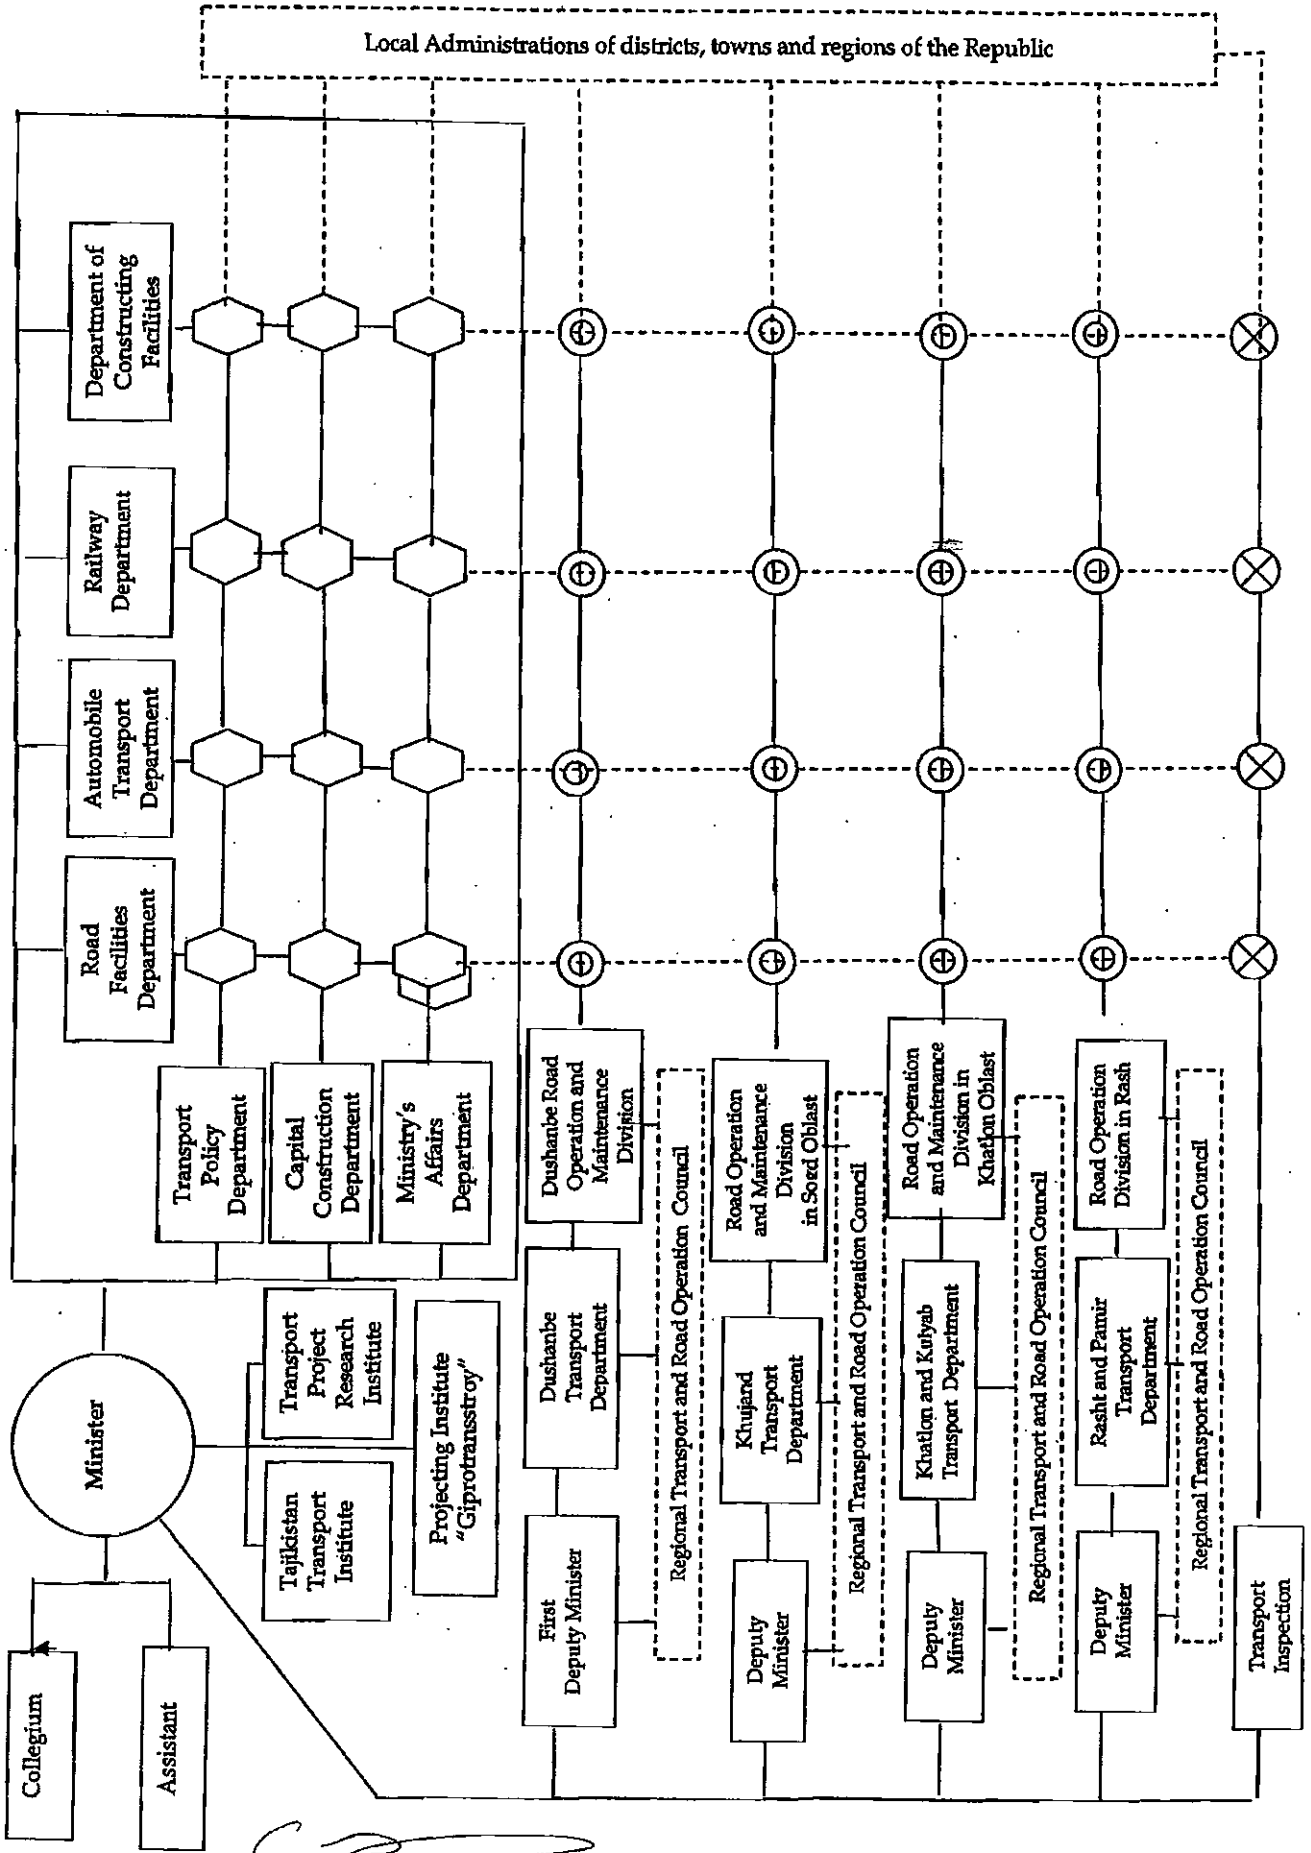 Local Administrations of districts, towns and regions of the Republic
Collegium
Assistant
Minister
Road
Facilities
Department
Automobile
Transport
Department
Railway
Department
Department of
Constructing
Facilities
Transport
Policy
Department
Capital
Construction
Department
Ministry's
Affairs
Department
Tajikistan
Transport
Institute
Transport
Project
Research
Institute
Projecting Institute
"Giprotransstroy"
First
Deputy Minister
Dushanbe
Transport
Department
Dushanbe Road
Operation and
Maintenance
Division
Regional Transport and Road Operation Council
Deputy
Minister
Khujand
Transport
Department
Road Operation
and Maintenance
Division
in Sogd Oblast
Regional Transport and Road Operation Council
Deputy
Minister
Khatlon and Kulyab
Transport Department
Road Operation
and Maintenance
Division in
Khatlon Oblast
Regional Transport and Road Operation Council
Deputy
Minister
Rasht and Pamir
Transport
Department
Road Operation
Division in Rash
Regional Transport and Road Operation Council
Transport
Inspection